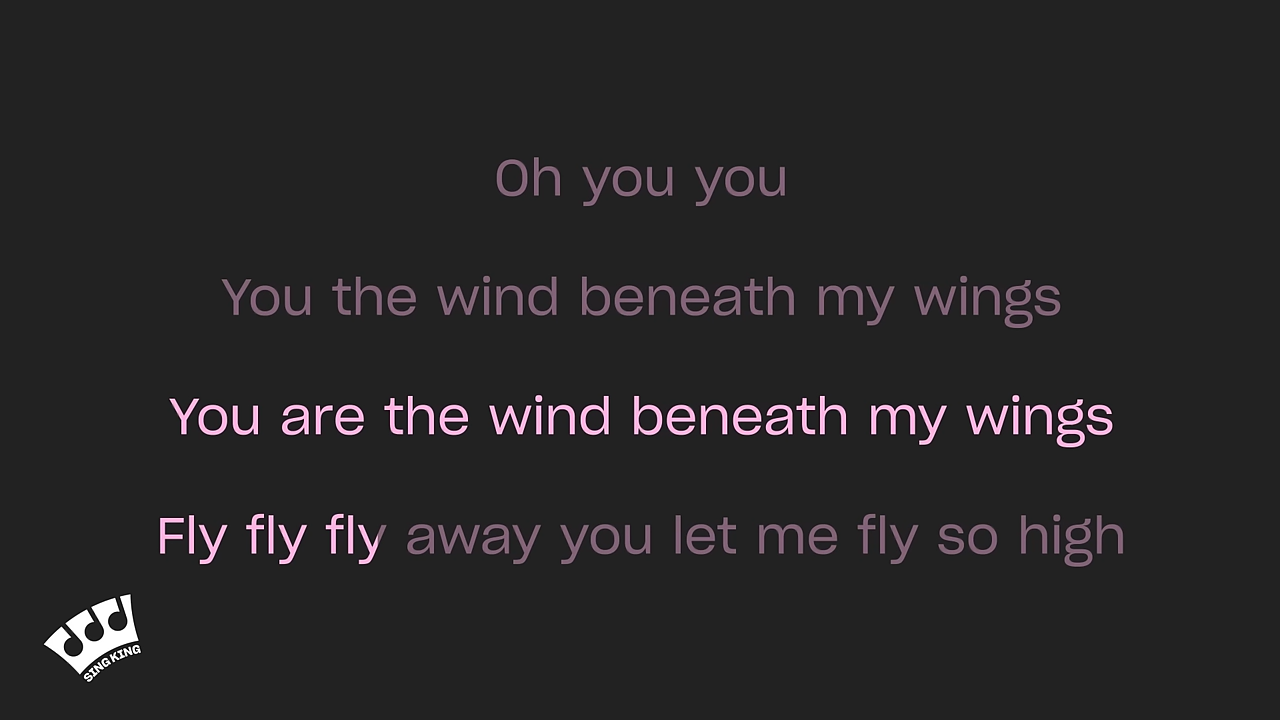 Oh you you
You the wind beneath my wings
You are the wind beneath my wings
Fly fly fly away you let me fly so high
SING KING